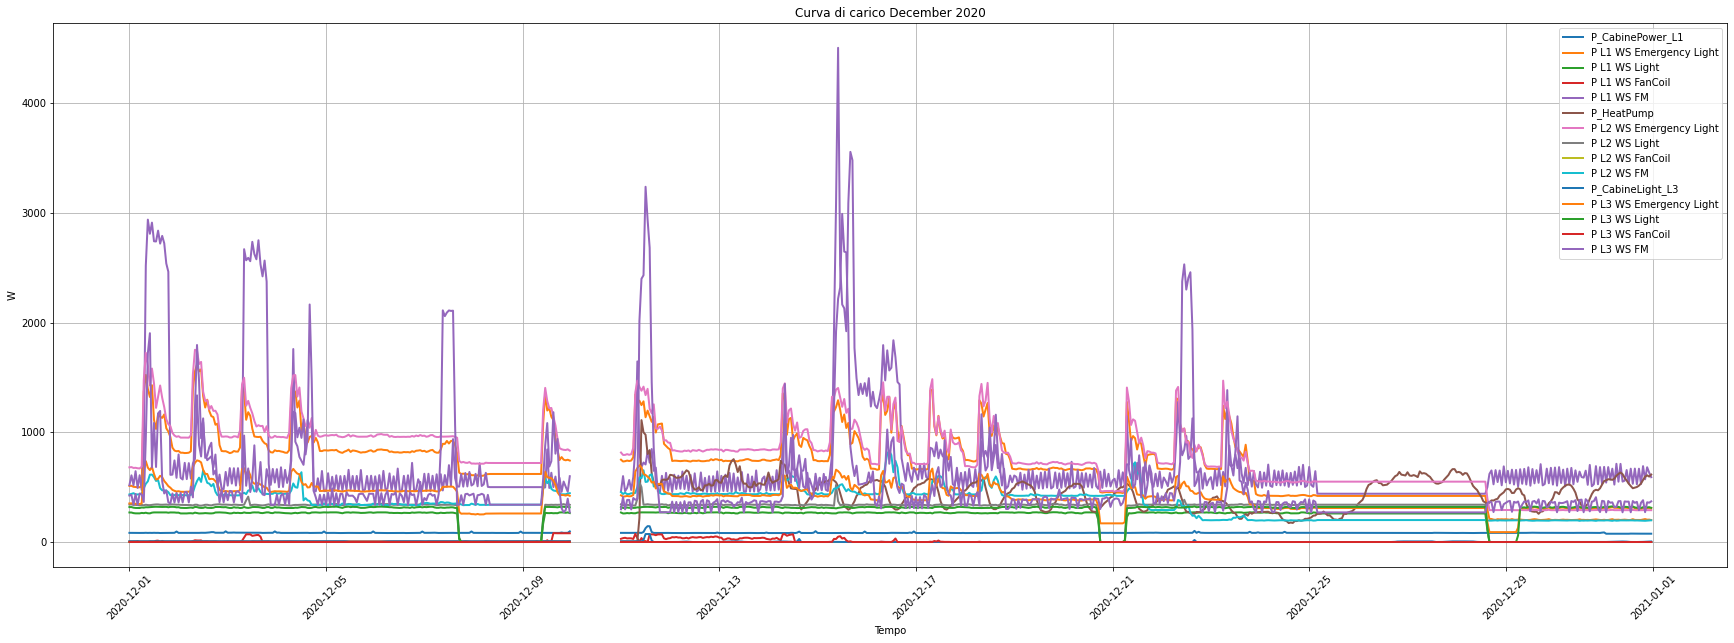 Curva di carico December 2020
W
4000
3000
2000
1000
0
P_CabinePower_L1
P L1 WS Emergency Light
P L1 WS Light
P L1 WS FanCoil
P L1 WS FM
P_HeatPump
P L2 WS Emergency Light
P L2 WS Light
P L2 WS FanCoil
P L2 WS FM
P_CabineLight_L3
P L3 WS Emergency Light
P L3 WS Light
P L3 WS FanCoil
P L3 WS FM
2020-12-01
2020-12-05
2020-12-09
2020-12-13
2020-12-17
2020-12-21
2020-12-25
2020-12-29
2021-01-01
Tempo